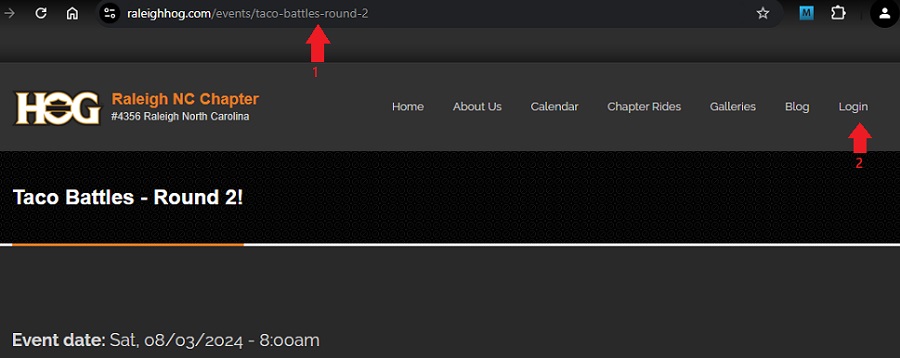 raleighhog.com/events/taco-battles-round-2
M
1
HOG
Raleigh NC Chapter
#4356 Raleigh North Carolina
Home About Us Calendar Chapter Rides Galleries Blog Login
2
Taco Battles - Round 2!
Event date: Sat, 08/03/2024 - 8:00am